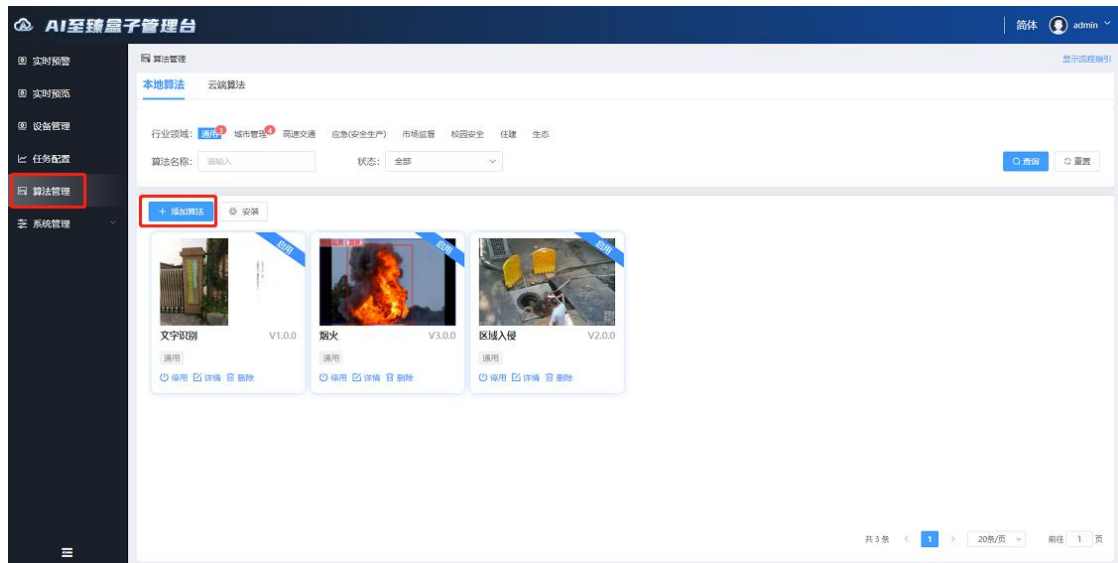 AI至臻盒子管理台
简体 admin
实时预警
实时预览
设备管理
任务配置
算法管理
系统管理
算法管理
显示流程指引
本地算法 云端算法
行业领域: 通用 3 城市管理 4 高速交通 应急(安全生产) 市场监督 校园安全 住建 生态
算法名称: 请输入 状态: 全部 查询 重置
+ 添加算法 安装
启用 启用 启用
文字识别 V1.0.0 烟火 V3.0.0 区域入侵 V2.0.0
通用 通用 通用
停用 详情 删除 停用 详情 删除 停用 详情 删除
共 3 条 < 1 > 20条/页 前往 1 页